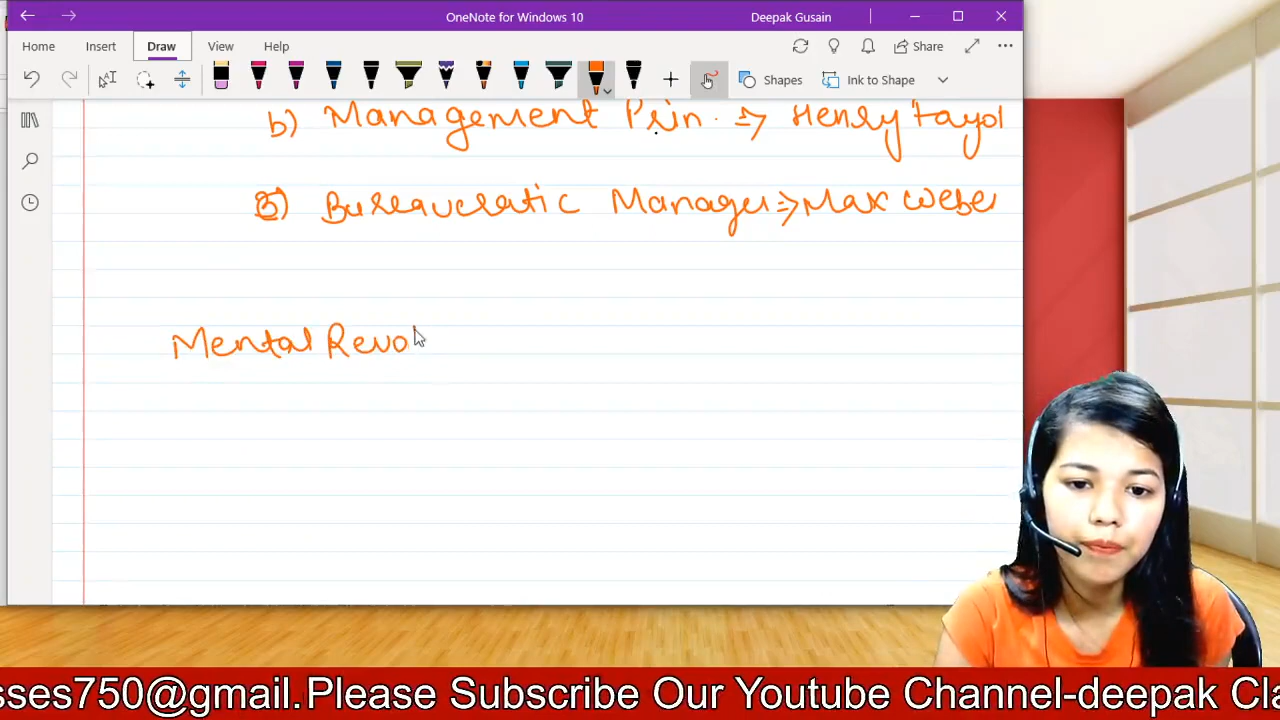 OneNote for Windows 10
Deepak Gusain
Home Insert Draw View Help
Share
Shapes
Ink to Shape
b) Management Prin. => Henry Fayol
3) Bureaucratic Manager => Max Weber
Mental Revo
sses750@gmail.Please Subscribe Our Youtube Channel-deepak Cla